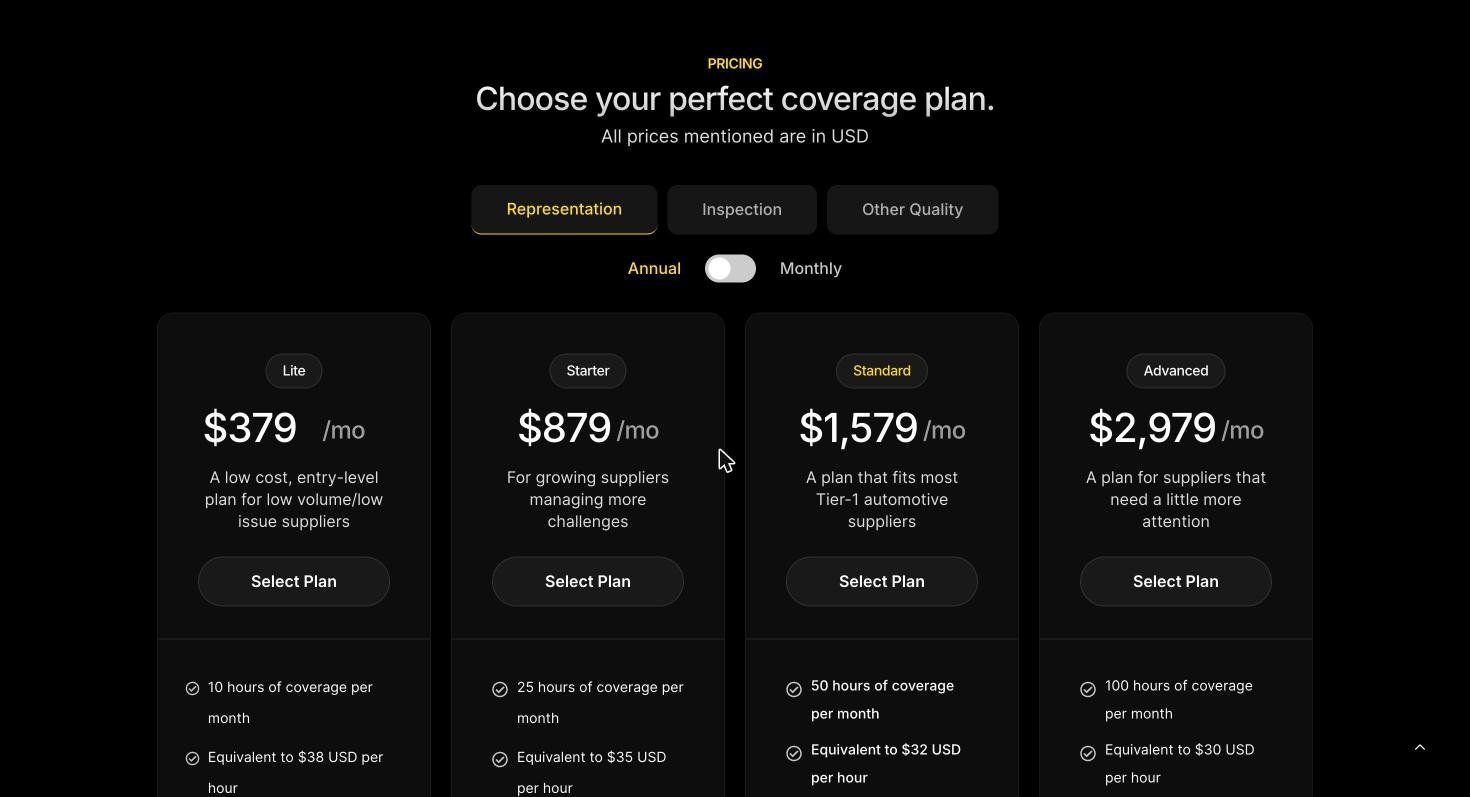 PRICING
Choose your perfect coverage plan.
All prices mentioned are in USD
Representation
Inspection
Other Quality
Annual
Monthly
Lite
$379 /mo
A low cost, entry-level
plan for low volume/low
issue suppliers
Select Plan
10 hours of coverage per
month
Equivalent to $38 USD per
hour
Starter
$879 /mo
For growing suppliers
managing more
challenges
Select Plan
25 hours of coverage per
month
Equivalent to $35 USD
per hour
Standard
$1,579 /mo
A plan that fits most
Tier-1 automotive
suppliers
Select Plan
50 hours of coverage
per month
Equivalent to $32 USD
per hour
Advanced
$2,979 /mo
A plan for suppliers that
need a little more
attention
Select Plan
100 hours of coverage
per month
Equivalent to $30 USD
per hour